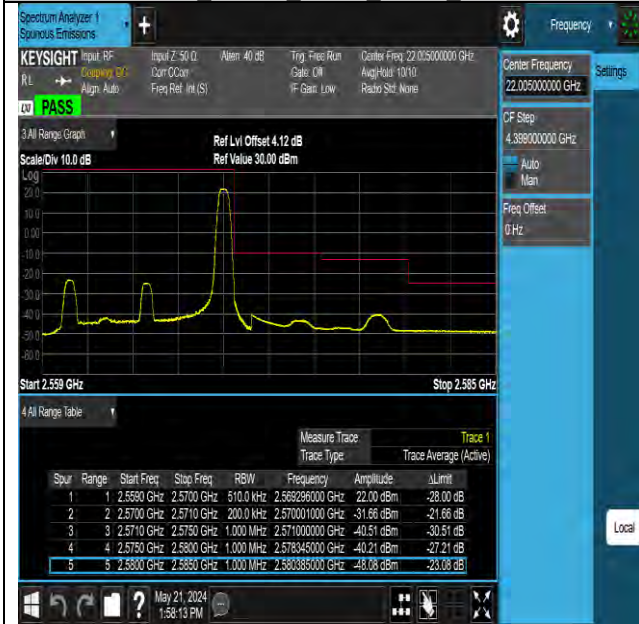 Spectrum Analyzer 1
Spurious Emissions
+
Frequency
KEYSIGHT Input: RF
Input Z: 50 Ω
Atten: 40 dB
Trig: Free Run
Center Freq: 22.005000000 GHz
RL
Coupling: DC
Corr CCorr
Gate: Off
Avg|Hold: 10/10
Align: Auto
Freq Ref: Int (S)
IF Gain: Low
Radio Std: None
LXI PASS
3 All Range Graph
Ref Lvl Offset 4.12 dB
Scale/Div 10.0 dB
Ref Value 30.00 dBm
Log
20.0
10.0
0.00
-10.0
-20.0
-30.0
-40.0
-50.0
-60.0
Start 2.559 GHz
Stop 2.585 GHz
4 All Range Table
Measure Trace Trace 1
Trace Type Trace Average (Active)
Spur Range Start Freq Stop Freq RBW Frequency Amplitude ΔLimit
1 1 2.5590 GHz 2.5700 GHz 510.0 kHz 2.569296000 GHz 22.00 dBm -28.00 dB
2 2 2.5700 GHz 2.5710 GHz 200.0 kHz 2.570001000 GHz -31.66 dBm -21.66 dB
3 3 2.5710 GHz 2.5750 GHz 1.000 MHz 2.571000000 GHz -40.51 dBm -30.51 dB
4 4 2.5750 GHz 2.5800 GHz 1.000 MHz 2.578345000 GHz -40.21 dBm -27.21 dB
5 5 2.5800 GHz 2.5850 GHz 1.000 MHz 2.580385000 GHz -48.08 dBm -23.08 dB
May 21, 2024
1:58:13 PM
Center Frequency
22.005000000 GHz
Settings
CF Step
4.399000000 GHz
Auto
Man
Freq Offset
0 Hz
Local